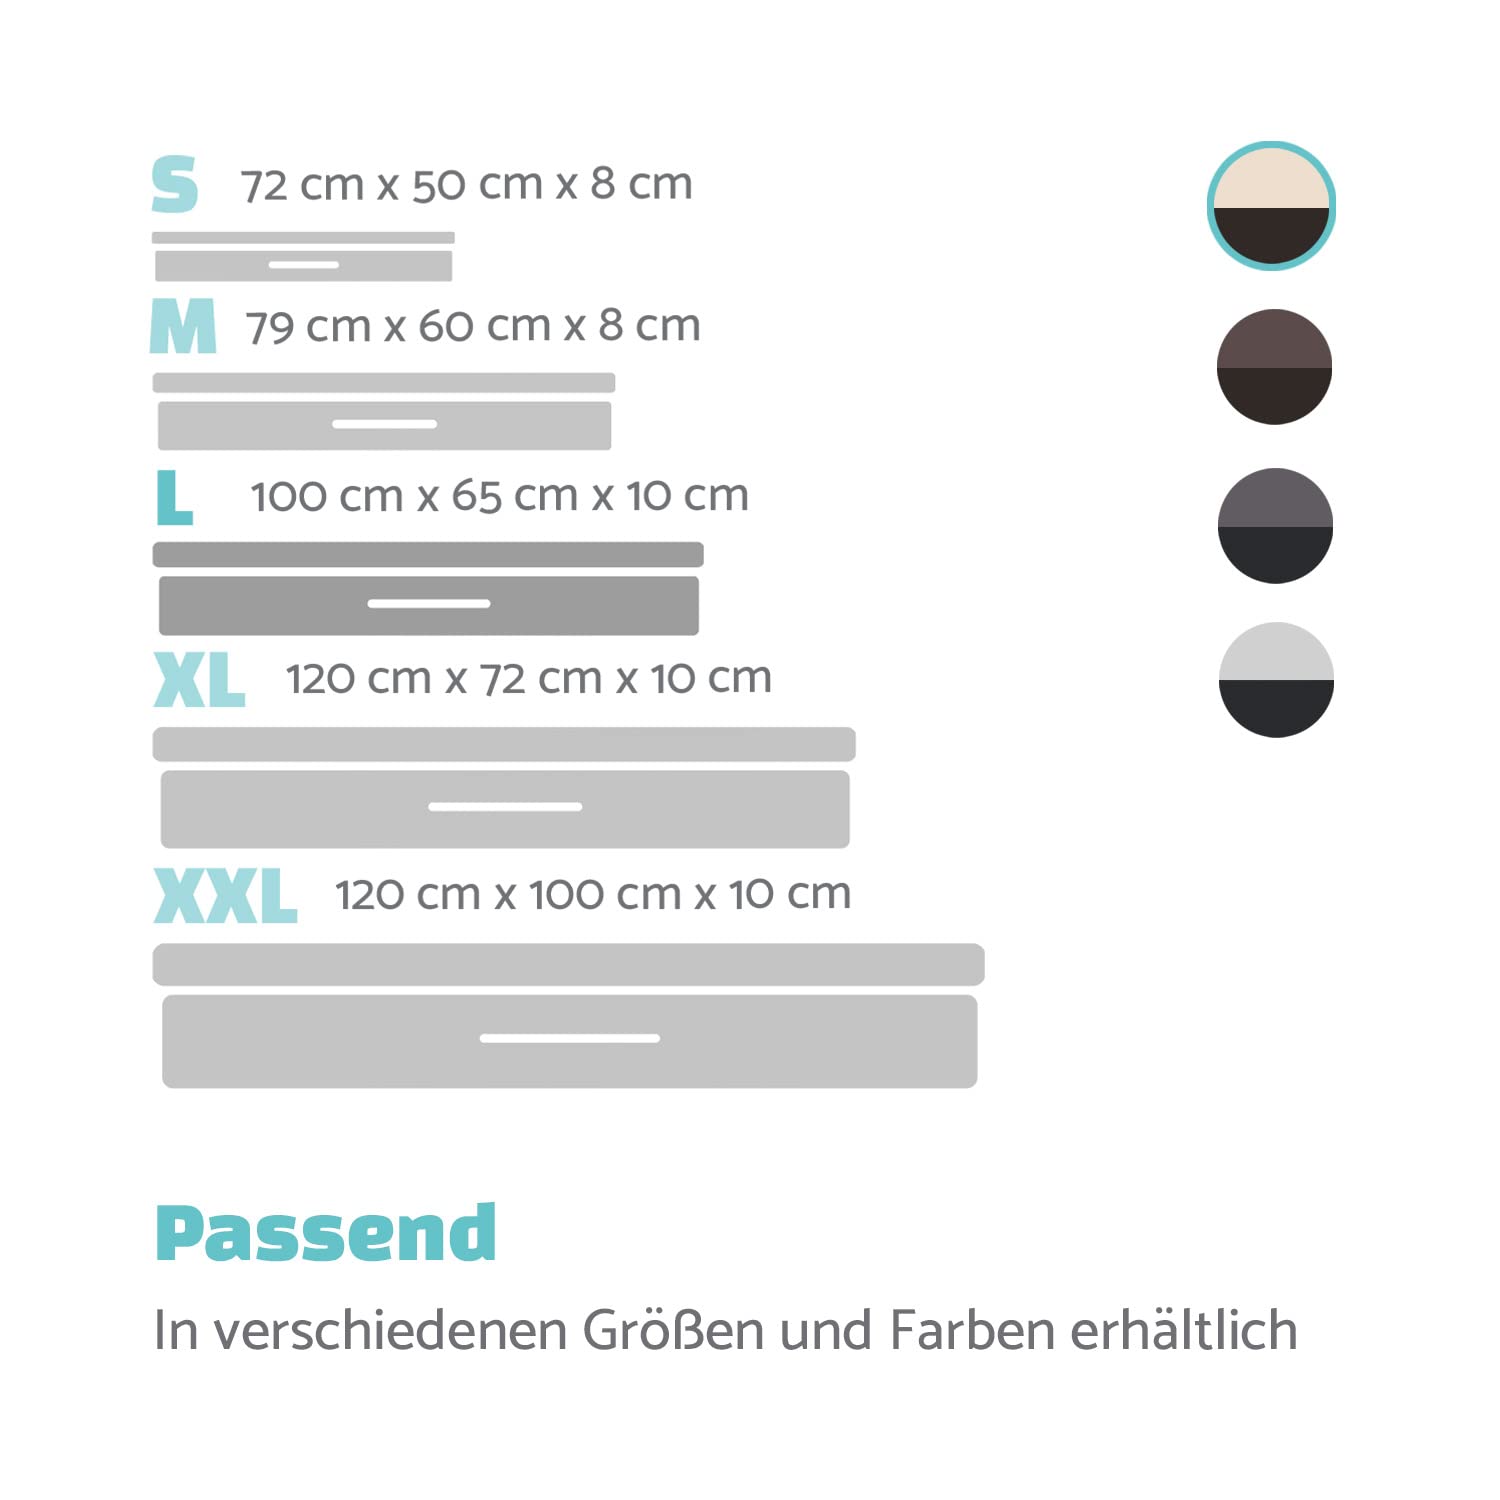 S 72 cm x 50 cm x 8 cm
M 79 cm x 60 cm x 8 cm
L 100 cm x 65 cm x 10 cm
XL 120 cm x 72 cm x 10 cm
XXL 120 cm x 100 cm x 10 cm
Passend
In verschiedenen Größen und Farben erhältlich